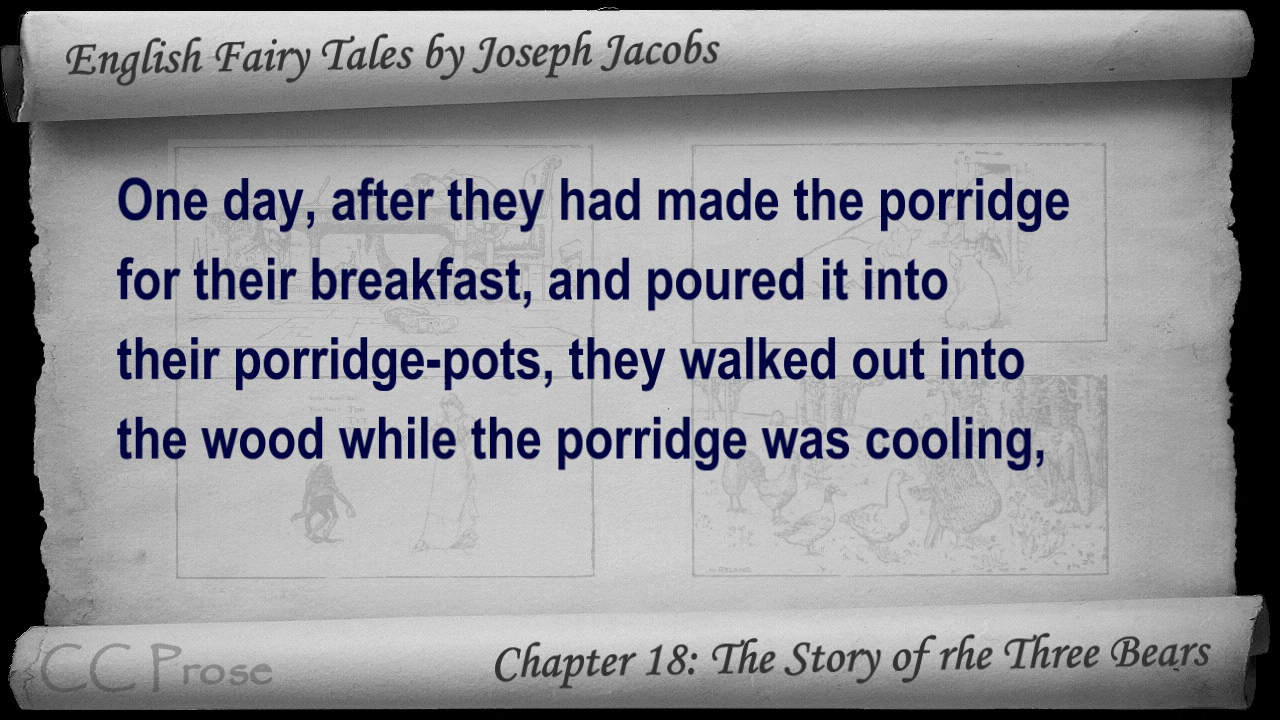 English Fairy Tales by Joseph Jacobs
One day, after they had made the porridge
for their breakfast, and poured it into
their porridge-pots, they walked out into
the wood while the porridge was cooling,
CC Prose
Chapter 18: The Story of rhe Three Bears